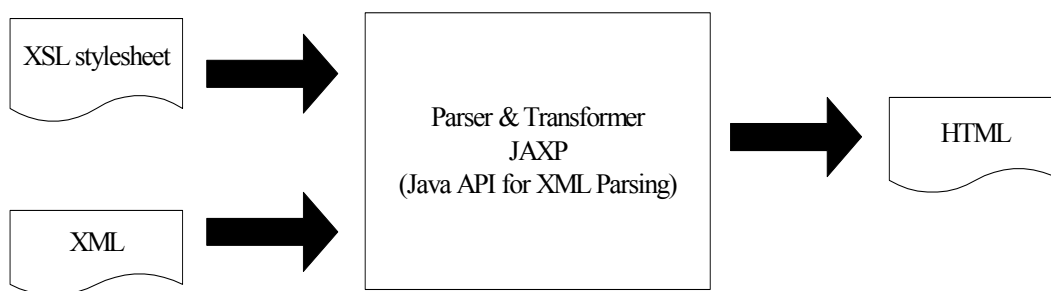 XSL stylesheet
XML
Parser & Transformer
JAXP
(Java API for XML Parsing)
HTML